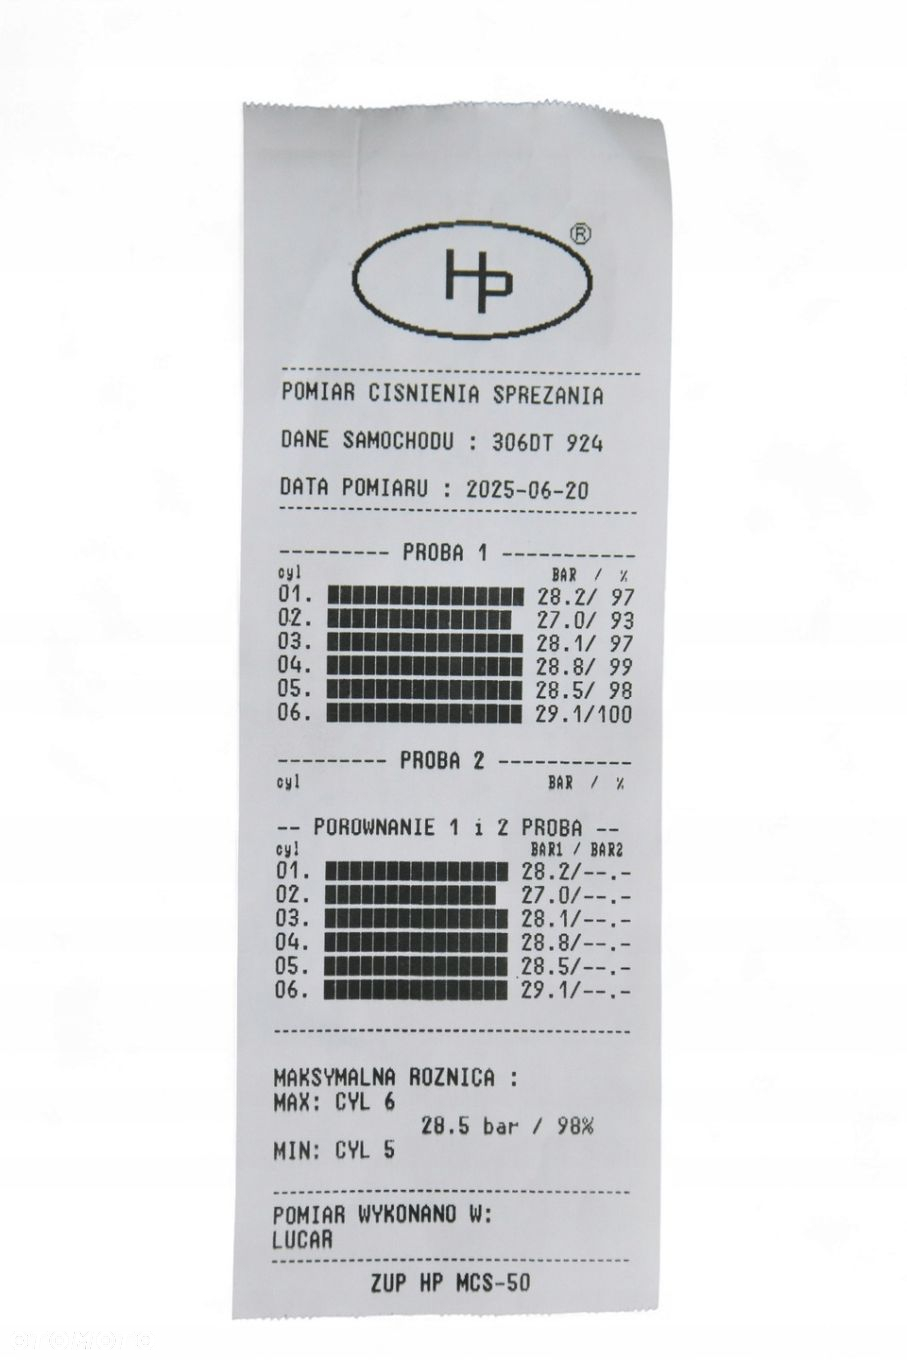 HP ®
POMIAR CISNIENIA SPREZANIA
DANE SAMOCHODU : 306DT 924
DATA POMIARU : 2025-06-20
--------- PROBA 1 -----------
cyl BAR / %
01. 28.2/ 97
02. 27.0/ 93
03. 28.1/ 97
04. 28.8/ 99
05. 28.5/ 98
06. 29.1/100
--------- PROBA 2 -----------
cyl BAR / %
-- POROWNANIE 1 i 2 PROBA --
cyl BAR1 / BAR2
01. 28.2/--.-
02. 27.0/--.-
03. 28.1/--.-
04. 28.8/--.-
05. 28.5/--.-
06. 29.1/--.-
MAKSYMALNA ROZNICA :
MAX: CYL 6
28.5 bar / 98%
MIN: CYL 5
POMIAR WYKONANO W:
LUCAR
ZUP HP MCS-50